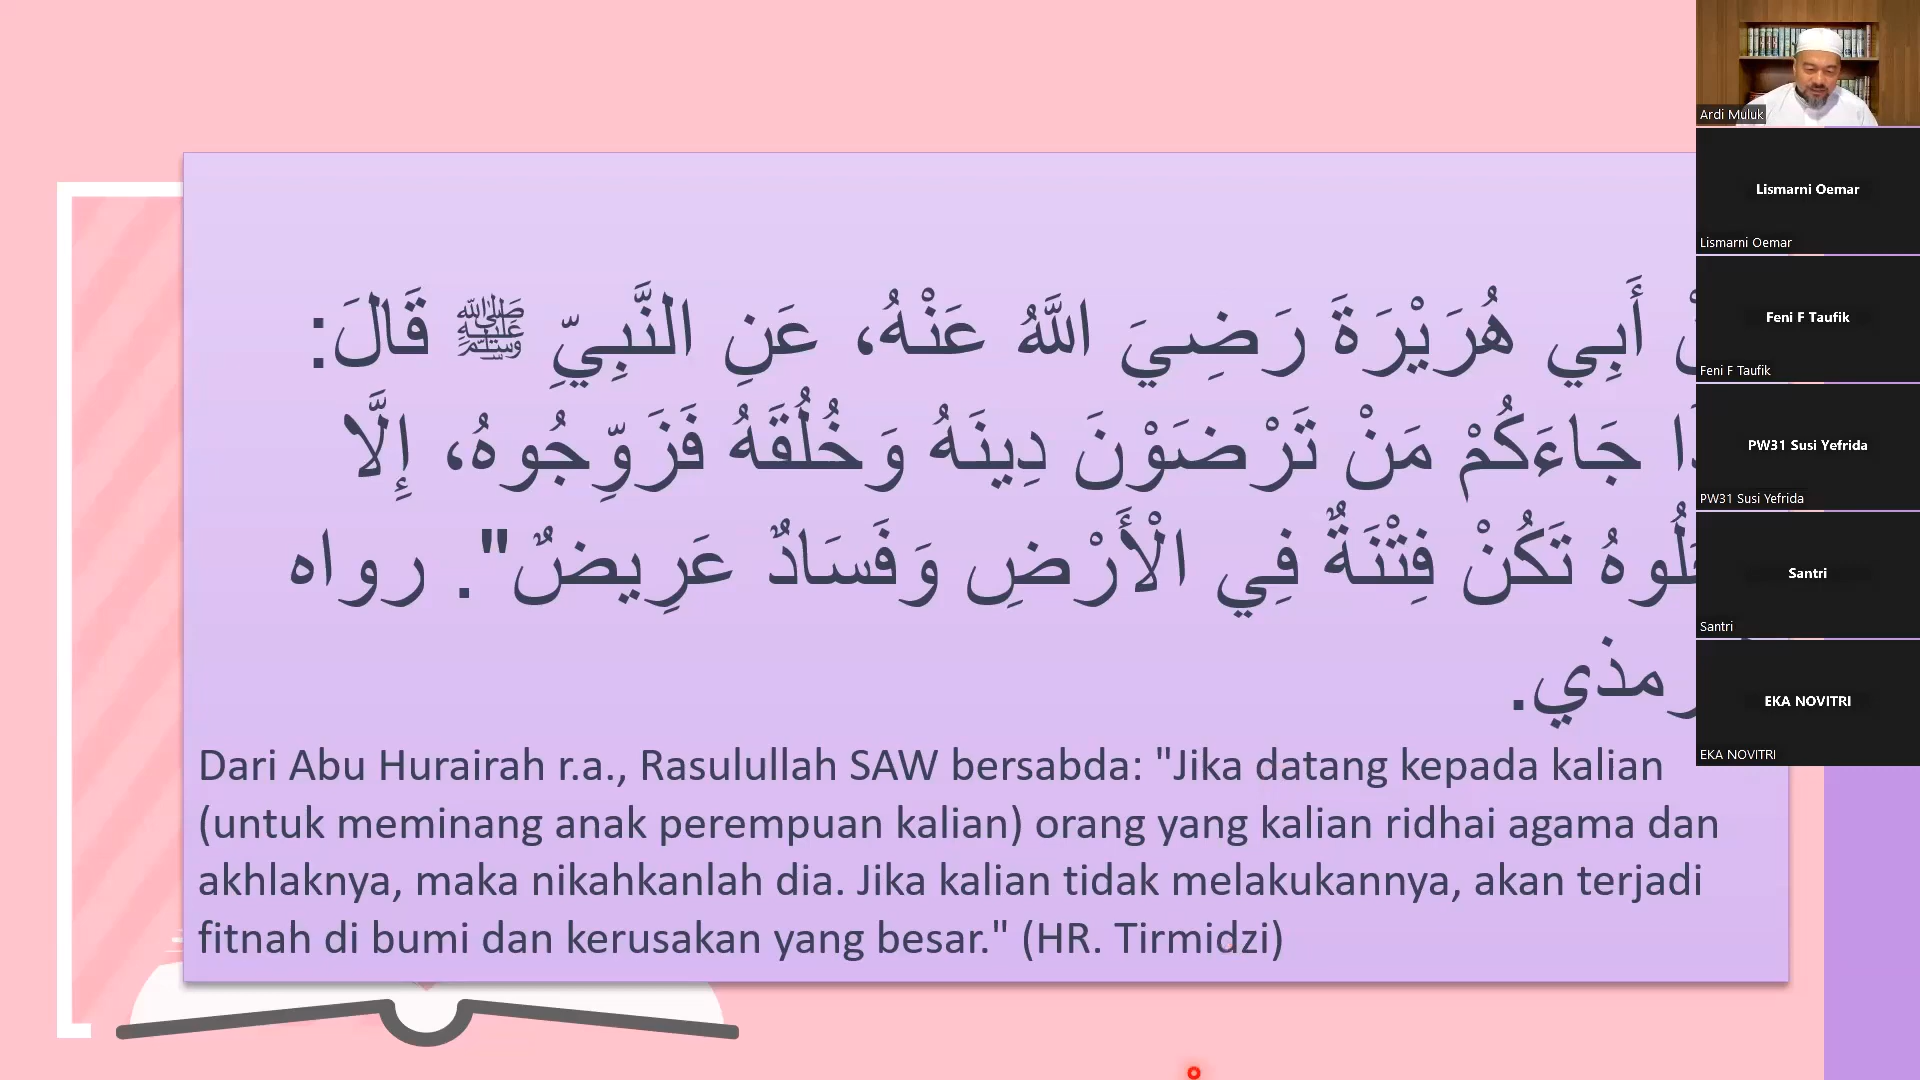 أَبِي هُرَيْرَةَ رَضِيَ اللَّهُ عَنْهُ، عَنِ النَّبِيِّ ﷺ قَالَ:
جَاءَكُمْ مَنْ تَرْضَوْنَ دِينَهُ وَخُلُقَهُ فَزَوِّجُوهُ، إِلَّا
تَكُنْ فِتْنَةٌ فِي الْأَرْضِ وَفَسَادٌ عَرِيضٌ". رواه
Dari Abu Hurairah r.a., Rasulullah SAW bersabda: "Jika datang kepada kalian
(untuk meminang anak perempuan kalian) orang yang kalian ridhai agama dan
akhlaknya, maka nikahkanlah dia. Jika kalian tidak melakukannya, akan terjadi
fitnah di bumi dan kerusakan yang besar." (HR. Tirmidzi)
Ardi Muluk
Lismarni Oemar
Lismarni Oemar
Feni F Taufik
Feni F Taufik
PW31 Susi Yefrida
PW31 Susi Yefrida
Santri
Santri
EKA NOVITRI
EKA NOVITRI